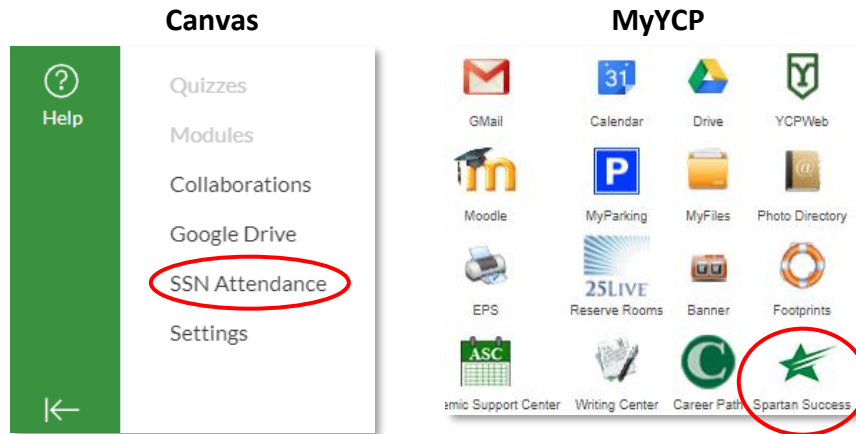 Canvas
MyYCP
Help
Quizzes
Modules
Collaborations
Google Drive
SSN Attendance
Settings
31
Y
GMail
Calendar
Drive
YCPWeb
m
P
@
Moodle
MyParking
MyFiles
Photo Directory
25LIVE
EPS
Reserve Rooms
Banner
Footprints
ASC
C
emic Support Center
Writing Center
Career Path
Spartan Success